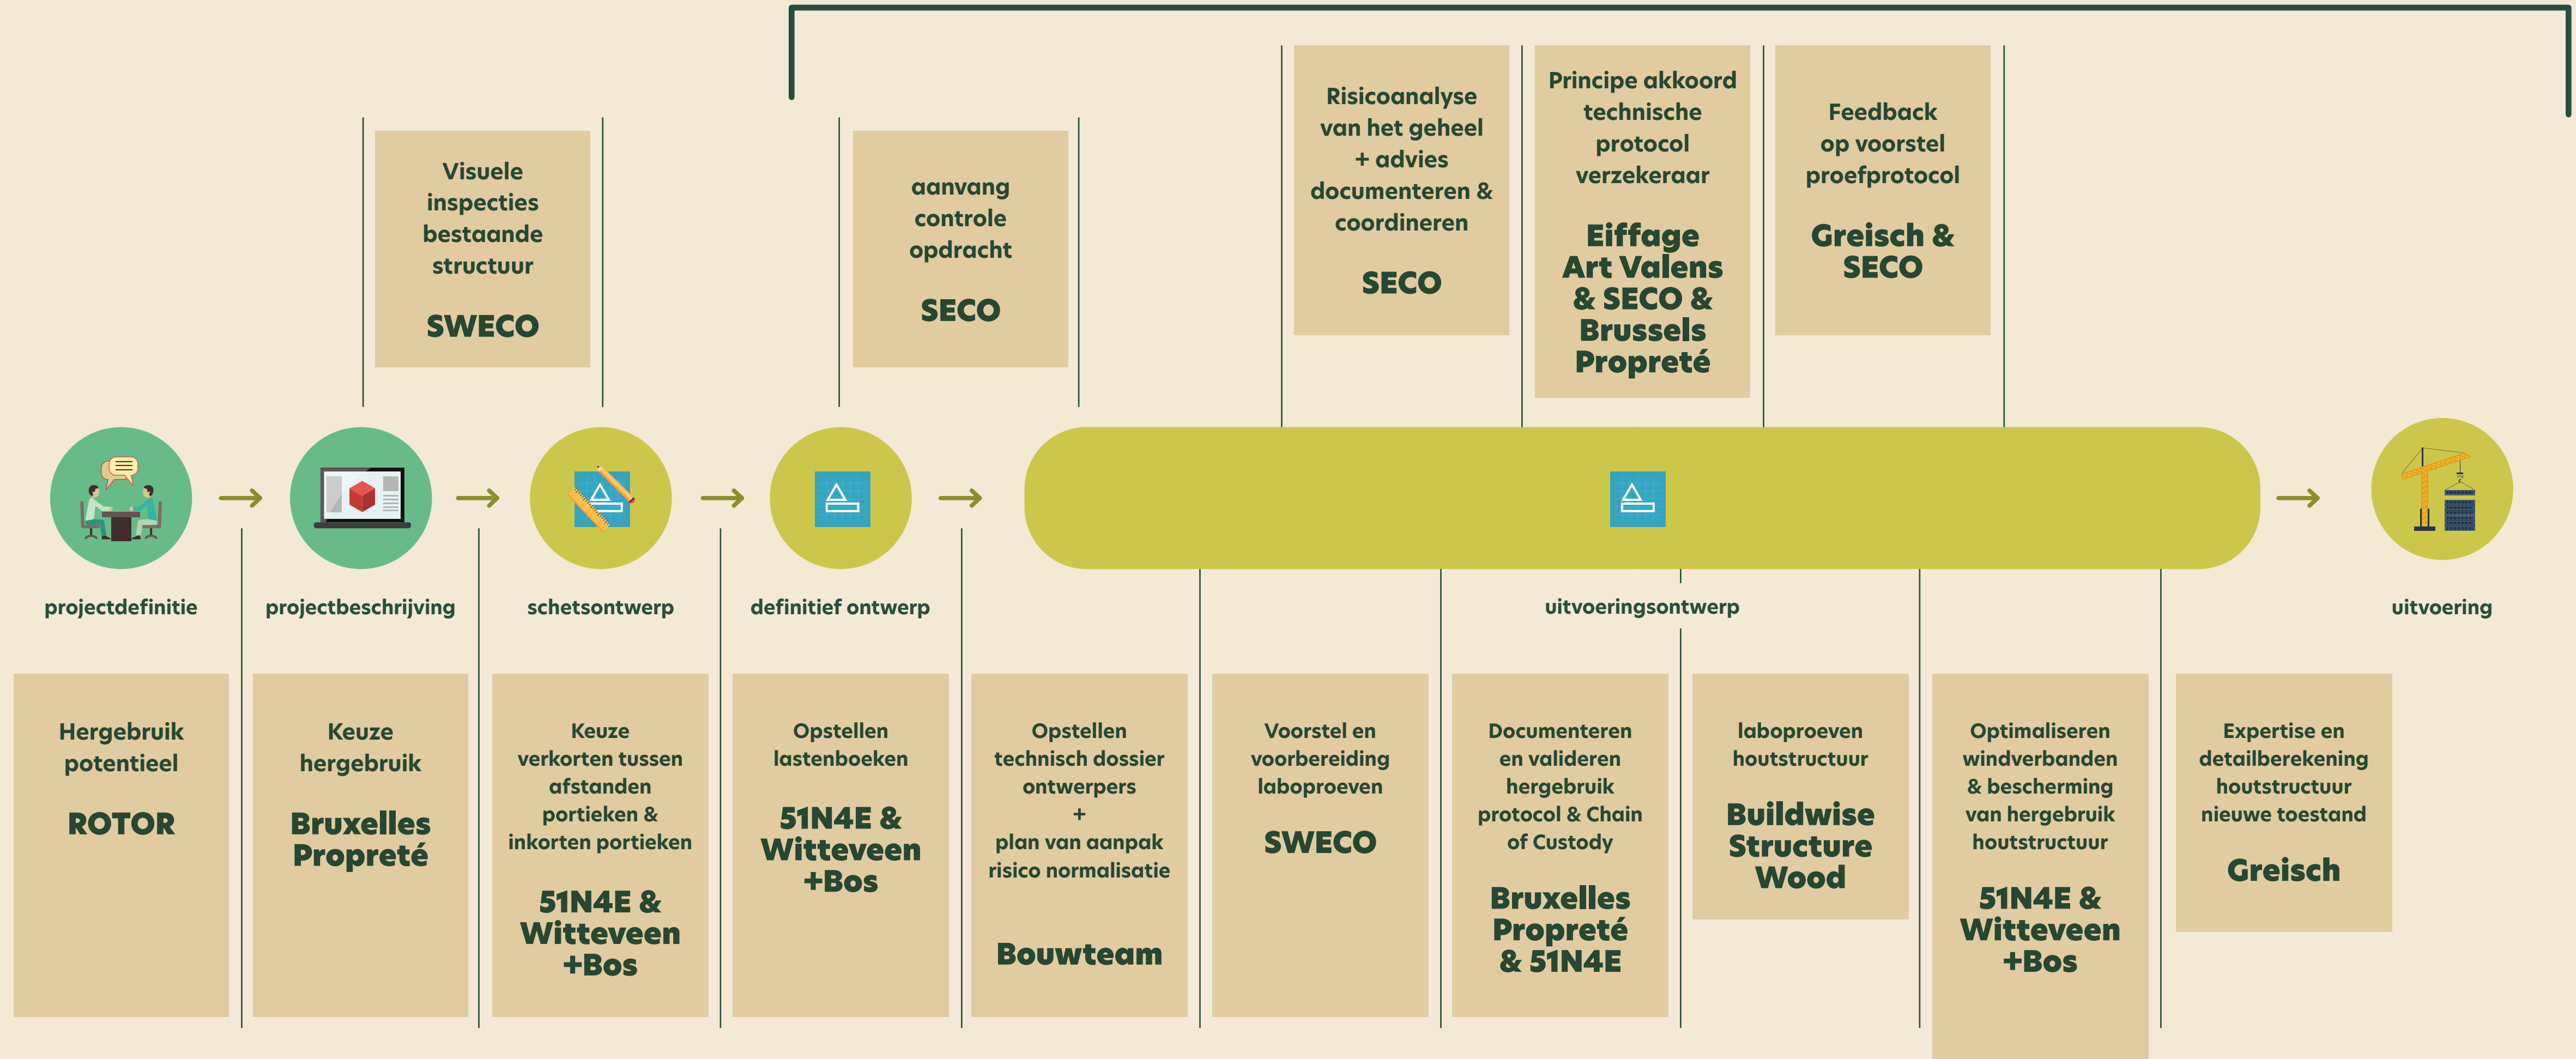 Visuele
inspecties
bestaande
structuur
SWECO
aanvang
controle
opdracht
SECO
Risicoanalyse
van het geheel
+ advies
documenteren &
coordineren
SECO
Principe akkoord
technische
protocol
verzekeraar
Eiffage
Art Valens
& SECO &
Brussels
Propreté
Feedback
op voorstel
proefprotocol
Greisch &
SECO
projectdefinitie
projectbeschrijving
schetsontwerp
definitief ontwerp
uitvoeringsontwerp
uitvoering
Hergebruik
potentieel
ROTOR
Keuze
hergebruik
Bruxelles
Propreté
Keuze
verkorten tussen
afstanden
portieken &
inkorten portieken
51N4E &
Witteveen
+Bos
Opstellen
lastenboeken
51N4E &
Witteveen
+Bos
Opstellen
technisch dossier
ontwerpers
+
plan van aanpak
risico normalisatie
Bouwteam
Voorstel en
voorbereiding
laboproeven
SWECO
Documenteren
en valideren
hergebruik
protocol & Chain
of Custody
Bruxelles
Propreté
& 51N4E
laboproeven
houtstructuur
Buildwise
Structure
Wood
Optimaliseren
windverbanden
& bescherming
van hergebruik
houtstructuur
51N4E &
Witteveen
+Bos
Expertise en
detailberekening
houtstructuur
nieuwe toestand
Greisch